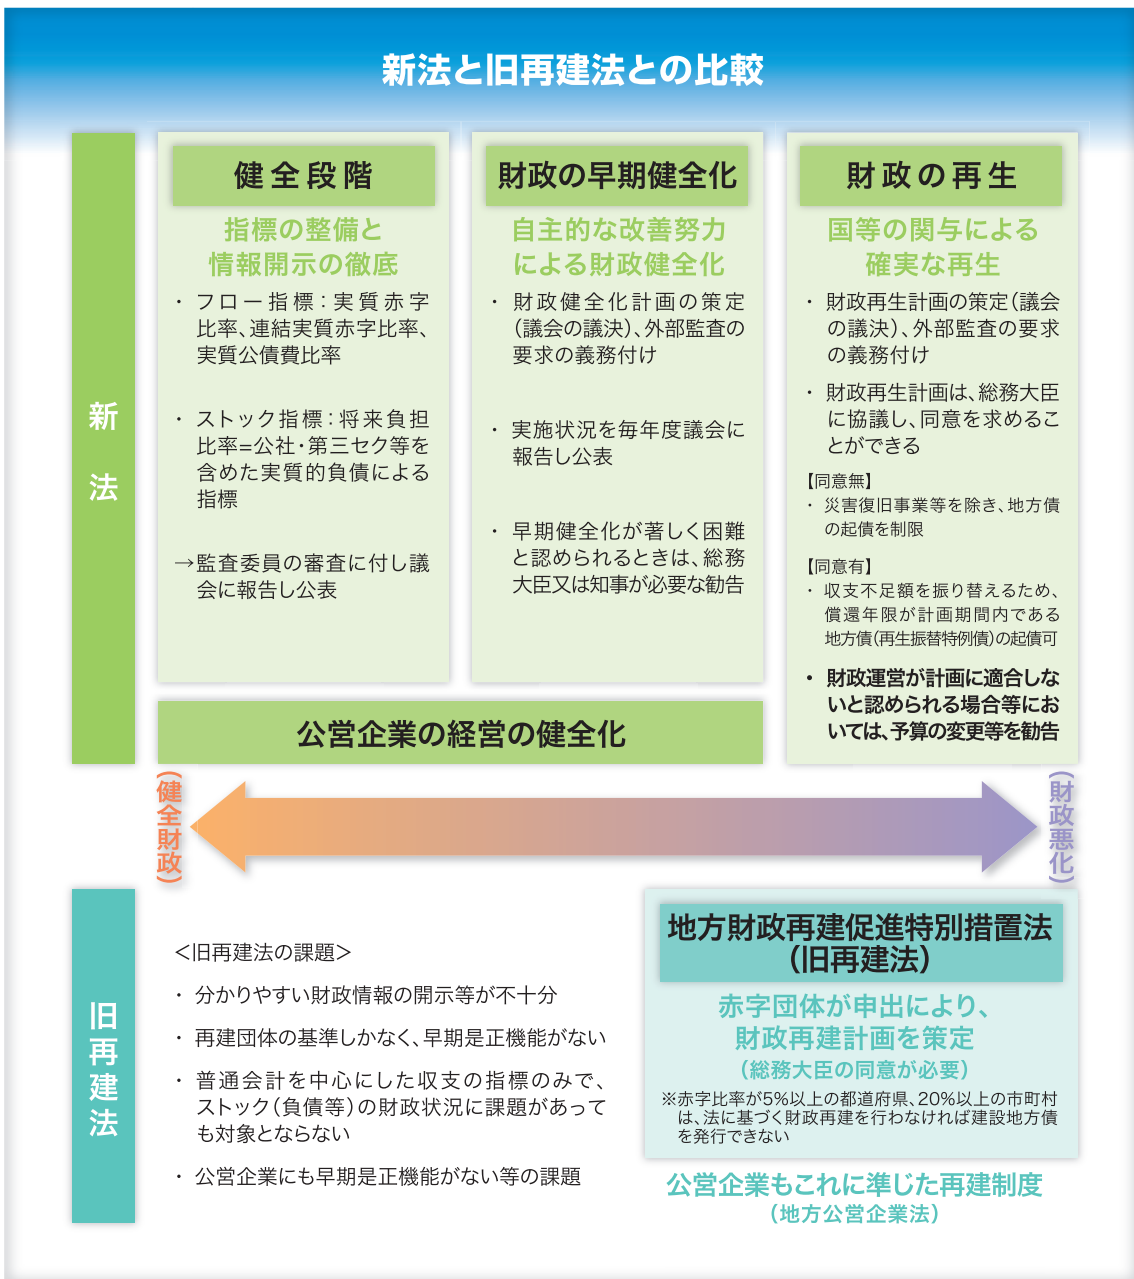 新法と旧再建法との比較
新法
健全段階
指標の整備と
情報開示の徹底
・ フロー指標：実質赤字
比率、連結実質赤字比率、
実質公債費比率
・ ストック指標：将来負担
比率=公社・第三セク等を
含めた実質的負債による
指標
→監査委員の審査に付し議
会に報告し公表
財政の早期健全化
自主的な改善努力
による財政健全化
・ 財政健全化計画の策定
（議会の議決）、外部監査の
要求の義務付け
・ 実施状況を毎年度議会に
報告し公表
・ 早期健全化が著しく困難
と認められるときは、総務
大臣又は知事が必要な勧告
財政の再生
国等の関与による
確実な再生
・ 財政再生計画の策定（議会
の議決）、外部監査の要求
の義務付け
・ 財政再生計画は、総務大臣
に協議し、同意を求めるこ
とができる
【同意無】
・ 災害復旧事業等を除き、地方債
の起債を制限
【同意有】
・ 収支不足額を振り替えるため、
償還年限が計画期間内である
地方債（再生振替特例債）の起債可
・ 財政運営が計画に適合しな
いと認められる場合等にお
いては、予算の変更等を勧告
公営企業の経営の健全化
（健全財政）
（財政悪化）
旧再建法
＜旧再建法の課題＞
・ 分かりやすい財政情報の開示等が不十分
・ 再建団体の基準しかなく、早期是正機能がない
・ 普通会計を中心にした収支の指標のみで、
ストック（負債等）の財政状況に課題があって
も対象とならない
・ 公営企業にも早期是正機能がない等の課題
地方財政再建促進特別措置法
（旧再建法）
赤字団体が申出により、
財政再建計画を策定
（総務大臣の同意が必要）
※赤字比率が5%以上の都道府県、20%以上の市町村
は、法に基づく財政再建を行わなければ建設地方債
を発行できない
公営企業もこれに準じた再建制度
（地方公営企業法）